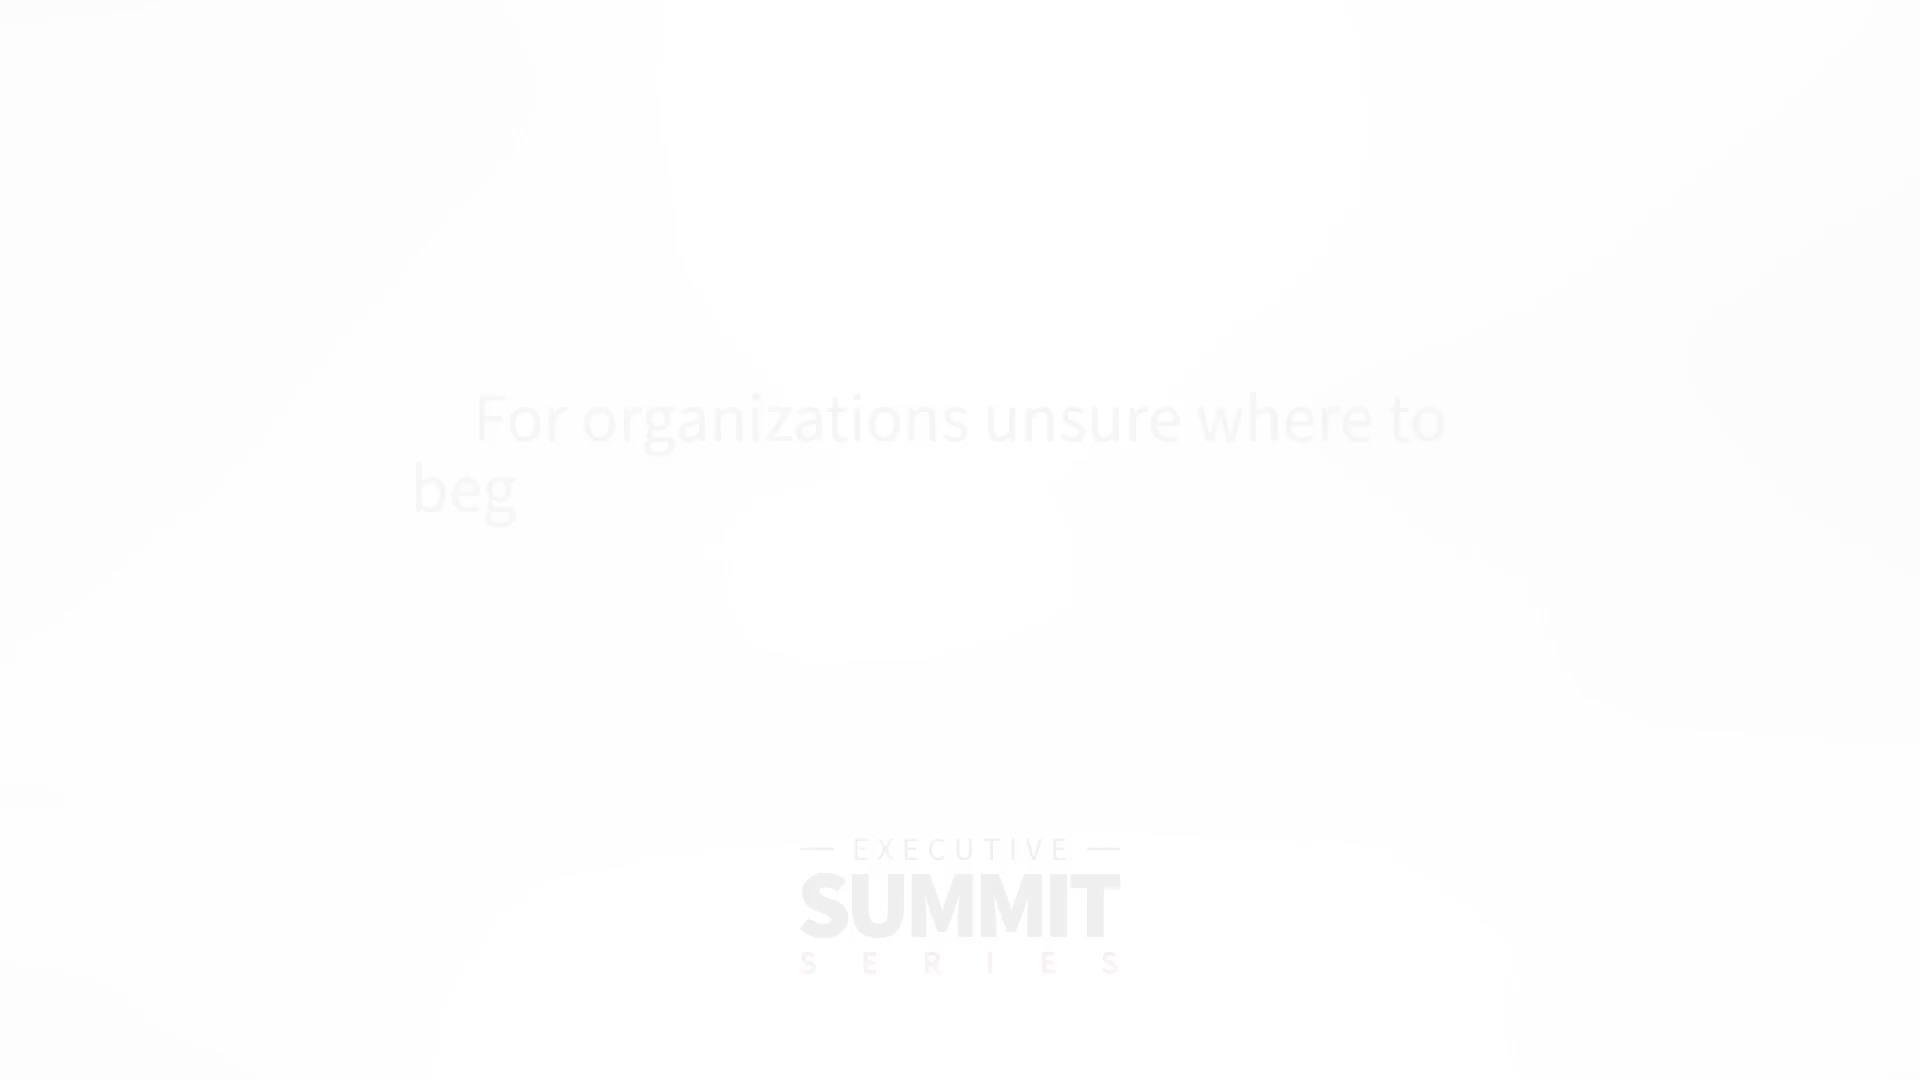 For organizations unsure where to
beg
EXECUTIVE
SUMMIT
SERIES